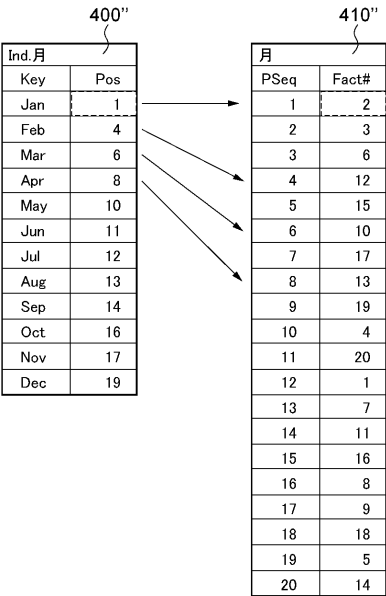 400" 410"
Ind.月 月
Key Pos PSeq Fact#
Jan 1 1 2
Feb 4 2 3
Mar 6 3 6
Apr 8 4 12
May 10 5 15
Jun 11 6 10
Jul 12 7 17
Aug 13 8 13
Sep 14 9 19
Oct 16 10 4
Nov 17 11 20
Dec 19 12 1
13 7
14 11
15 16
16 8
17 9
18 18
19 5
20 14